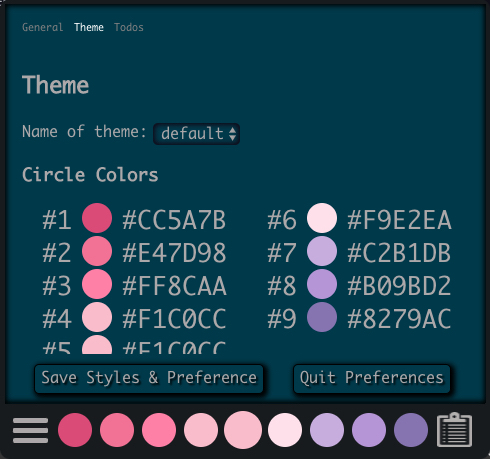 General Theme Todos
Theme
Name of theme: default
Circle Colors
#1 #CC5A7B
#2 #E47D98
#3 #FF8CAA
#4 #F1C0CC
#5 #F1C0CC
#6 #F9E2EA
#7 #C2B1DB
#8 #B09BD2
#9 #8279AC
Save Styles & Preference
Quit Preferences